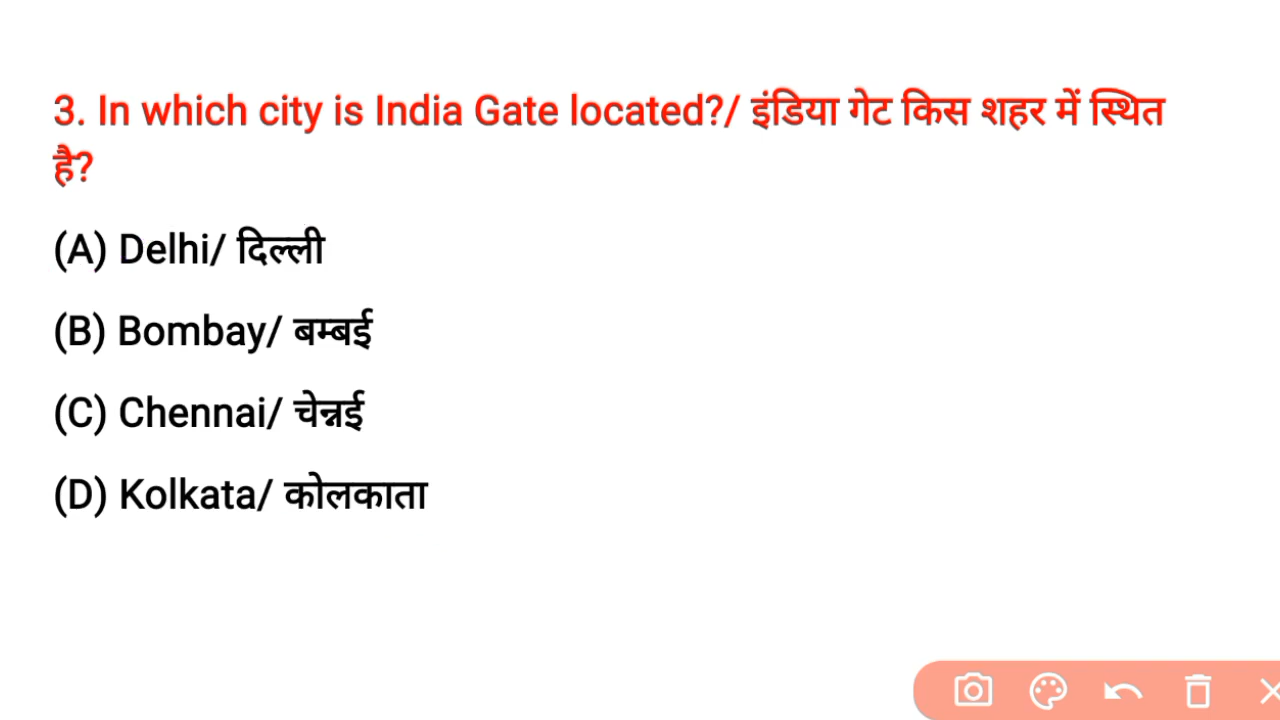 3. In which city is India Gate located?/ इंडिया गेट किस शहर में स्थित
है?
(A) Delhi/ दिल्ली
(B) Bombay/ बम्बई
(C) Chennai/ चेन्नई
(D) Kolkata/ कोलकाता